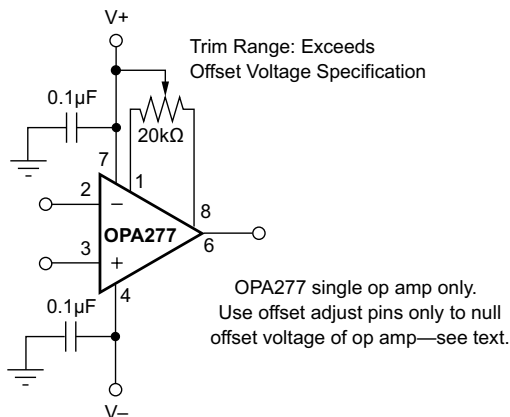 V+
Trim Range: Exceeds
Offset Voltage Specification
0.1µF
20kΩ
7
1
2
–
OPA277
8
6
3
+
4
0.1µF
OPA277 single op amp only.
Use offset adjust pins only to null
offset voltage of op amp—see text.
V–